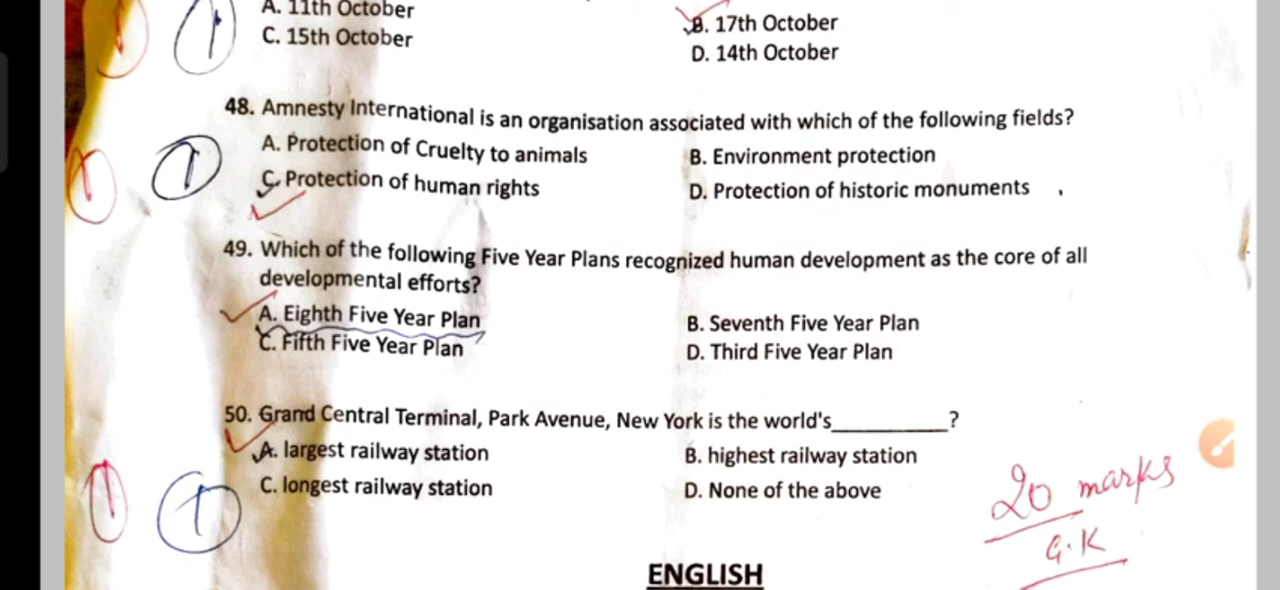 A. 11th October
B. 17th October
C. 15th October
D. 14th October
48. Amnesty International is an organisation associated with which of the following fields?
A. Protection of Cruelty to animals
B. Environment protection
C. Protection of human rights
D. Protection of historic monuments
49. Which of the following Five Year Plans recognized human development as the core of all
developmental efforts?
A. Eighth Five Year Plan
B. Seventh Five Year Plan
C. Fifth Five Year Plan
D. Third Five Year Plan
50. Grand Central Terminal, Park Avenue, New York is the world's__________?
A. largest railway station
B. highest railway station
C. longest railway station
D. None of the above
20 marks
G.K
ENGLISH